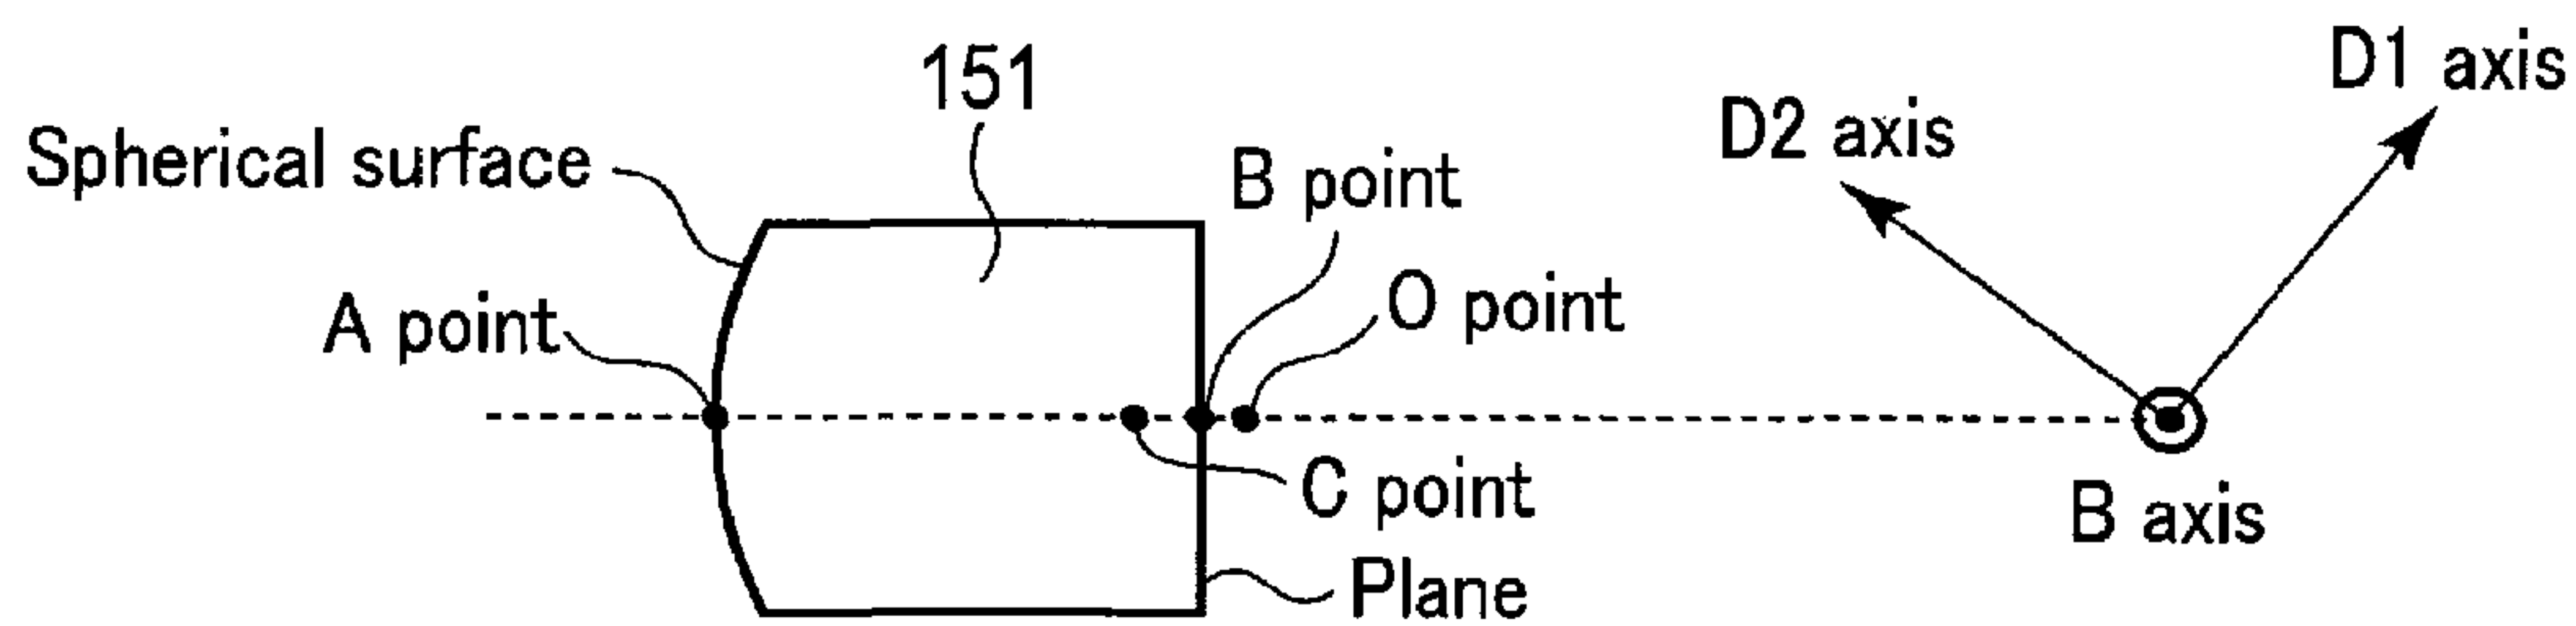 151
D1 axis
D2 axis
Spherical surface
B point
A point
O point
C point
B axis
Plane